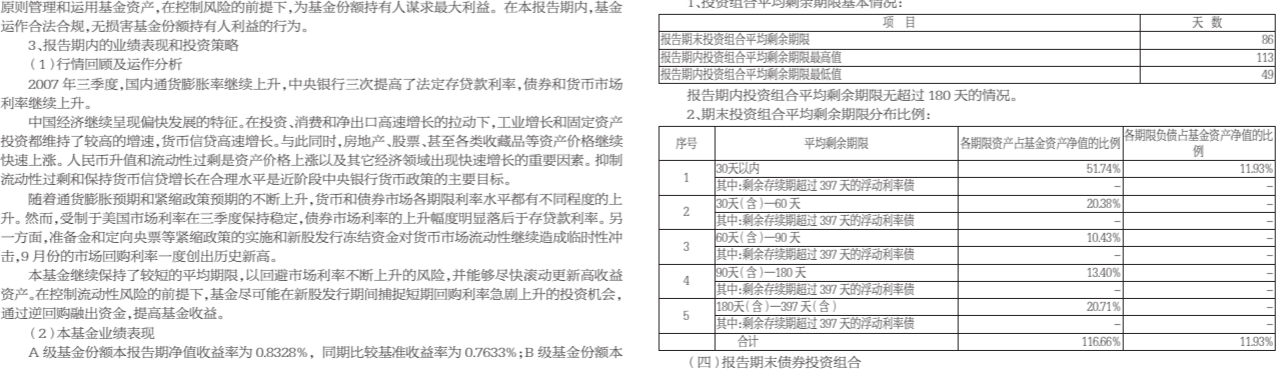 原则管理和运用基金资产,在控制风险的前提下,为基金份额持有人谋求最大利益。在本报告期内,基金
运作合法合规,无损害基金份额持有人利益的行为。
3、报告期内的业绩表现和投资策略
(1)行情回顾及运作分析
2007 年三季度,国内通货膨胀率继续上升,中央银行三次提高了法定存贷款利率,债券和货币市场
利率继续上升。
中国经济继续呈现偏快发展的特征。在投资、消费和净出口高速增长的拉动下,工业增长和固定资产
投资都维持了较高的增速,货币信贷高速增长。与此同时,房地产、股票、甚至各类收藏品等资产价格继续
快速上涨。人民币升值和流动性过剩是资产价格上涨以及其它经济领域出现快速增长的重要因素。抑制
流动性过剩和保持货币信贷增长在合理水平是近阶段中央银行货币政策的主要目标。
随着通货膨胀预期和紧缩政策预期的不断上升,货币和债券市场各期限利率水平都有不同程度的上
升。然而,受制于美国市场利率在三季度保持稳定,债券市场利率的上升幅度明显落后于存贷款利率。另
一方面,准备金和定向央票等紧缩政策的实施和新股发行冻结资金对货币市场流动性继续造成临时性冲
击,9 月份的市场回购利率一度创出历史新高。
本基金继续保持了较短的平均期限,以回避市场利率不断上升的风险,并能够尽快滚动更新高收益
资产。在控制流动性风险的前提下,基金尽可能在新股发行期间捕捉短期回购利率急剧上升的投资机会,
通过逆回购融出资金,提高基金收益。
(2)本基金业绩表现
A 级基金份额本报告期净值收益率为 0.8328%, 同期比较基准收益率为 0.7633%;B 级基金份额本
1、投资组合平均剩余期限基本情况:
项 目 天 数
报告期末投资组合平均剩余期限 86
报告期内投资组合平均剩余期限最高值 113
报告期内投资组合平均剩余期限最低值 49
报告期内投资组合平均剩余期限无超过 180 天的情况。
2、期末投资组合平均剩余期限分布比例:
序号 平均剩余期限 各期限资产占基金资产净值的比例 各期限负债占基金资产净值的比
例
1 30天以内 51.74% 11.93%
其中:剩余存续期超过 397 天的浮动利率债 – –
2 30天(含)—60 天 20.38% –
其中:剩余存续期超过 397 天的浮动利率债 – –
3 60天(含)—90 天 10.43% –
其中:剩余存续期超过 397 天的浮动利率债 – –
4 90天(含)—180 天 13.40% –
其中:剩余存续期超过 397 天的浮动利率债 – –
5 180天(含)—397 天(含) 20.71% –
其中:剩余存续期超过 397 天的浮动利率债 – –
合计 116.66% 11.93%
(四)报告期末债券投资组合